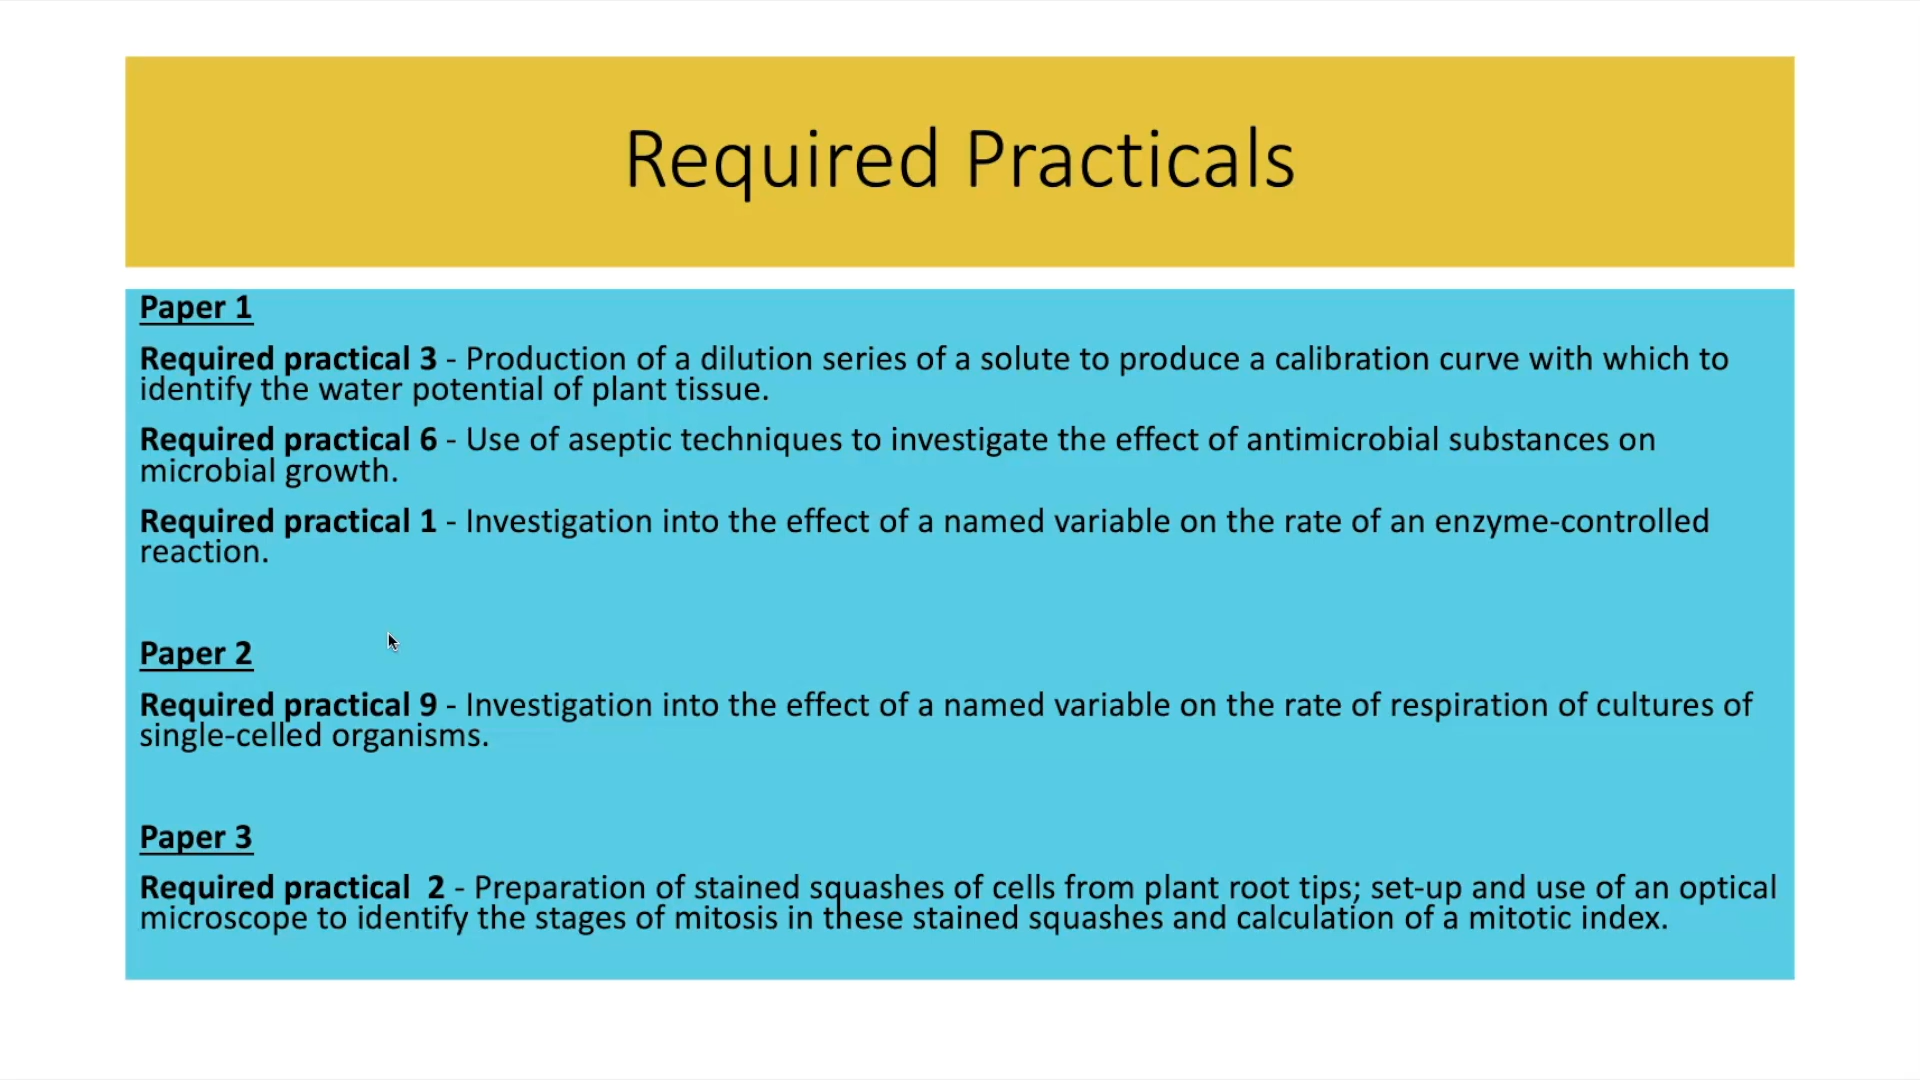 Required Practicals
Paper 1
Required practical 3 - Production of a dilution series of a solute to produce a calibration curve with which to
identify the water potential of plant tissue.
Required practical 6 - Use of aseptic techniques to investigate the effect of antimicrobial substances on
microbial growth.
Required practical 1 - Investigation into the effect of a named variable on the rate of an enzyme-controlled
reaction.
Paper 2
Required practical 9 - Investigation into the effect of a named variable on the rate of respiration of cultures of
single-celled organisms.
Paper 3
Required practical  2 - Preparation of stained squashes of cells from plant root tips; set-up and use of an optical
microscope to identify the stages of mitosis in these stained squashes and calculation of a mitotic index.